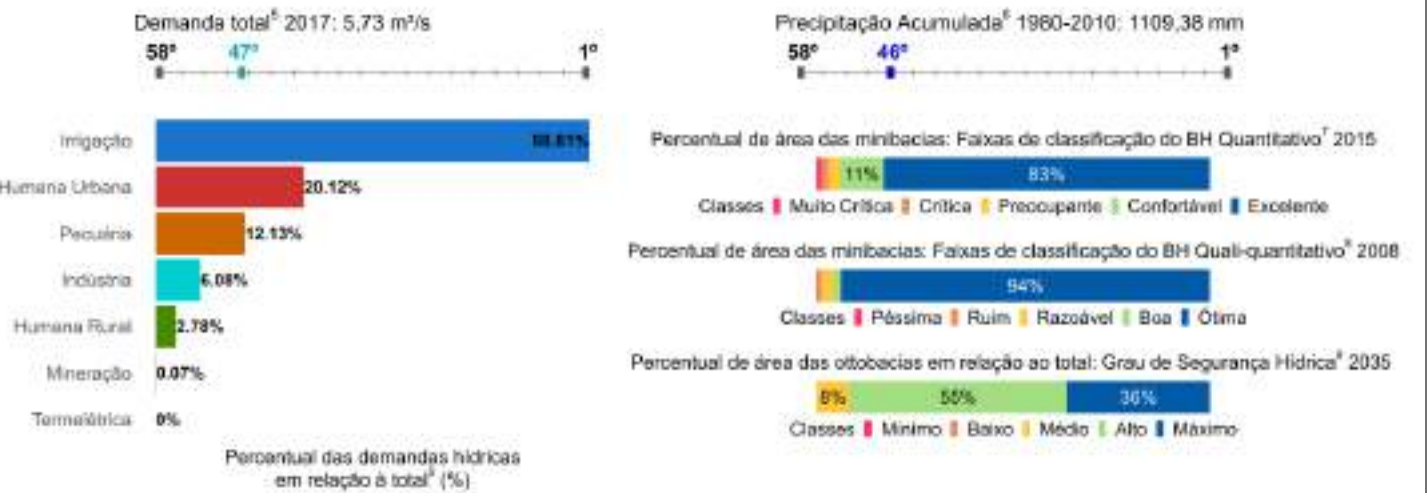 Demanda total⁵ 2017: 5,73 m³/s
58º 47º 1º
Irrigação
Humana Urbana 20.12%
Pecuária 12.13%
Indústria 6.08%
Humana Rural 2.78%
Mineração 0.07%
Termelétrica 0%
Percentual das demandas hídricas
em relação à total (%)
Precipitação Acumulada⁶ 1980-2010: 1109,38 mm
58º 46º 1º
Percentual de área das minibacias: Faixas de classificação do BH Quantitativo⁷ 2015
11% 83%
Classes Muito Crítica Crítica Preocupante Confortável Excelente
Percentual de área das minibacias: Faixas de classificação do BH Quali-quantitativo⁸ 2008
94%
Classes Péssima Ruim Razoável Boa Ótima
Percentual de área das ottobacias em relação ao total: Grau de Segurança Hídrica 2035
8% 55% 36%
Classes Mínimo Baixo Médio Alto Máximo